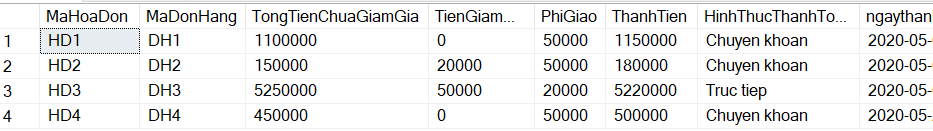 MaHoaDon MaDonHang TongTienChuaGiamGia TienGiam... PhiGiao ThanhTien HinhThucThanhTo... ngaythan
1 HD1 DH1 1100000 0 50000 1150000 Chuyen khoan 2020-05-
2 HD2 DH2 150000 20000 50000 180000 Chuyen khoan 2020-05-
3 HD3 DH3 5250000 50000 20000 5220000 Truc tiep 2020-05-
4 HD4 DH4 450000 0 50000 500000 Chuyen khoan 2020-05-